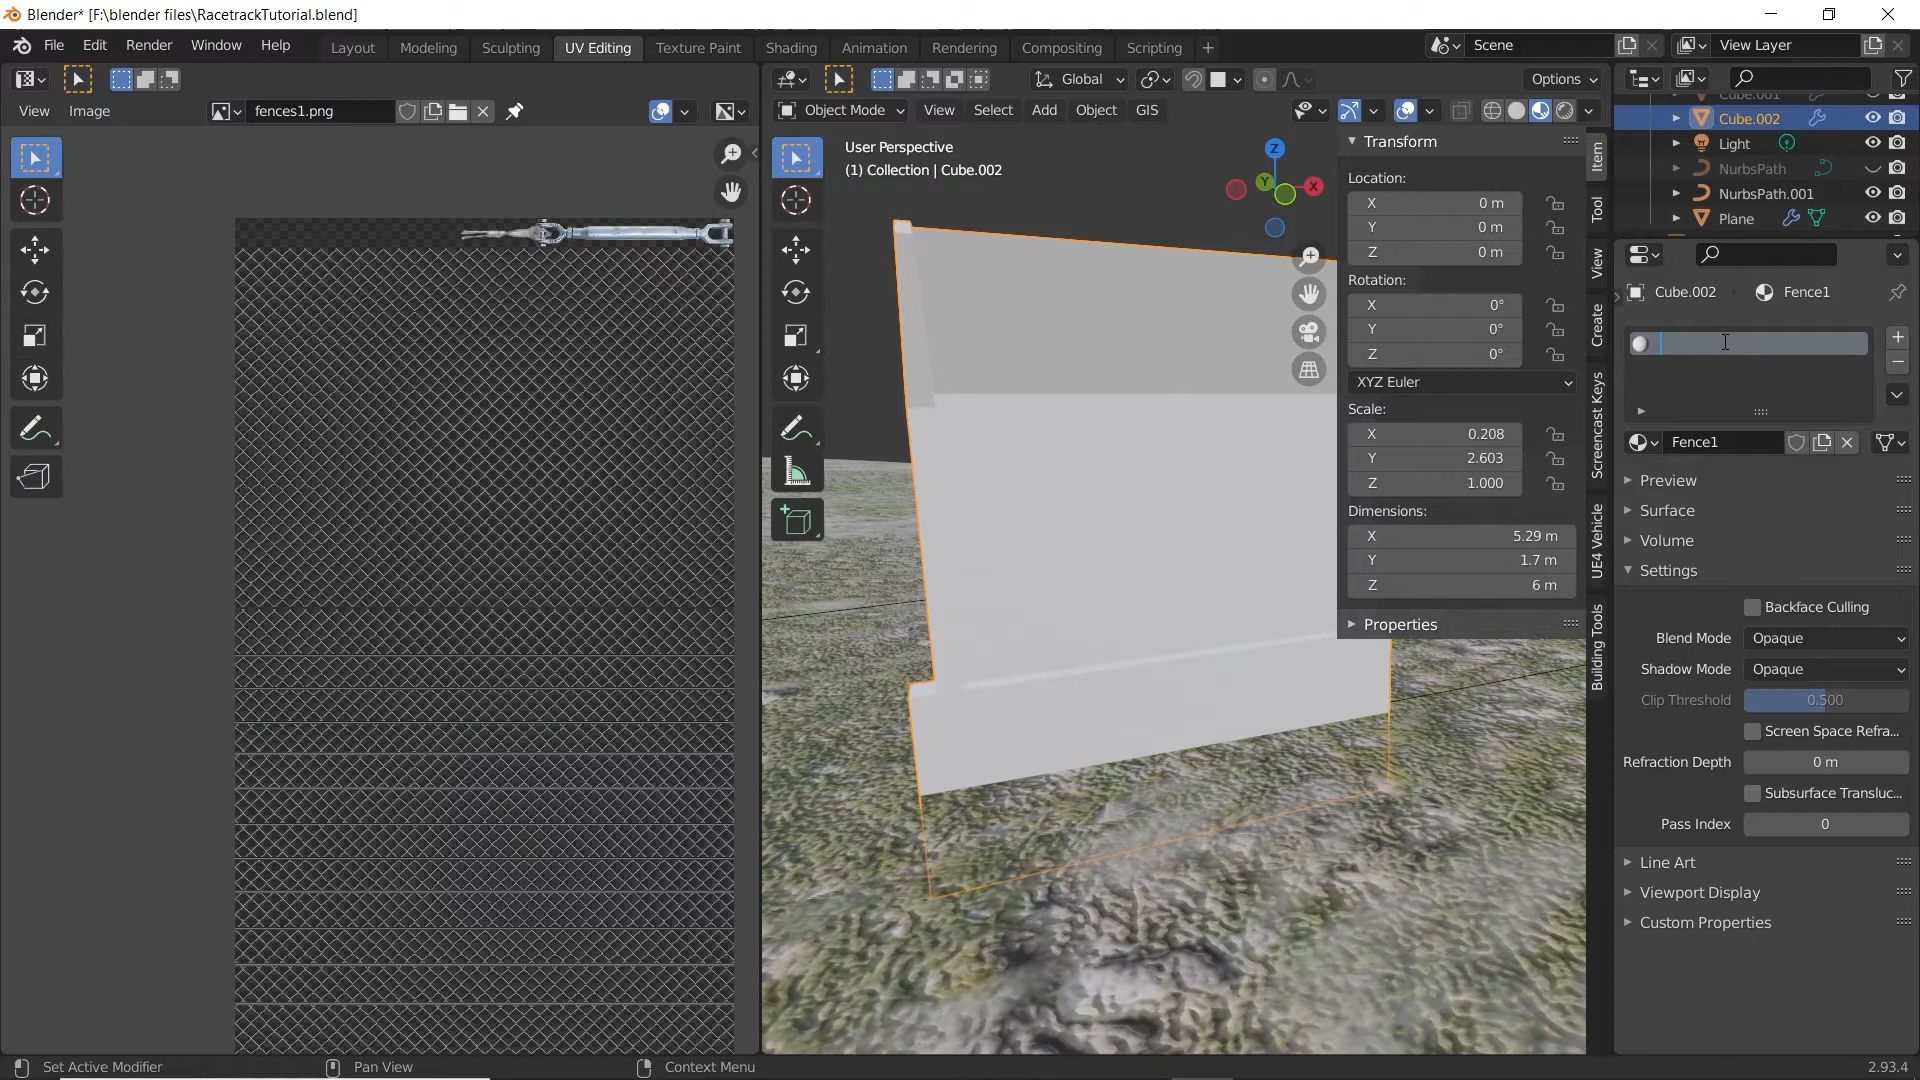 Blender* [F:\blender files\RacetrackTutorial.blend]
File Edit Render Window Help Layout Modeling Sculpting UV Editing Texture Paint Shading Animation Rendering Compositing Scripting + Scene View Layer
Global Options
View Image fences1.png Object Mode View Select Add Object GIS
Cube.001
Cube.002
Light
NurbsPath
NurbsPath.001
Plane
User Perspective
(1) Collection | Cube.002
Z
Y
X
Transform
Location:
X 0 m
Y 0 m
Z 0 m
Rotation:
X 0°
Y 0°
Z 0°
XYZ Euler
Scale:
X 0.208
Y 2.603
Z 1.000
Dimensions:
X 5.29 m
Y 1.7 m
Z 6 m
Properties
Item
Tool
View
Create
Screencast Keys
UE4 Vehicle
Building Tools
Cube.002 Fence1
Fence1
Preview
Surface
Volume
Settings
Backface Culling
Blend Mode Opaque
Shadow Mode Opaque
Clip Threshold 0.500
Screen Space Refra...
Refraction Depth 0 m
Subsurface Transluc...
Pass Index 0
Line Art
Viewport Display
Custom Properties
Set Active Modifier Pan View Context Menu 2.93.4